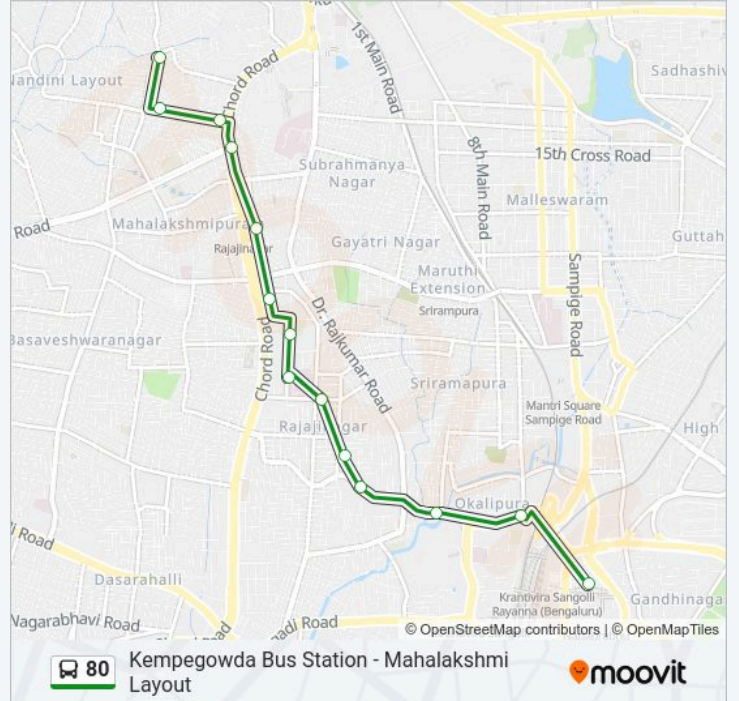 1st Main Road
Chord Road
Nandini Layout
Sadhashiv
8th Main Road
15th Cross Road
Subrahmanya
Nagar
Malleswaram
Road
Mahalakshmipura
Rajajinagar
Gayatri Nagar
Guttah
Maruthi
Extension
Sampige Road
Srirampura
Dr. Rajkumar Road
Basaveshwaranagar
Chord Road
Sriramapura
Mantri Square
Sampige Road
Rajajinagar
High
Okalipura
Road
Dasarahalli
Krantivira Sangolli
Rayanna (Bengaluru)
Gandhinaga
Nagarabhavi Road
adi Road
© OpenStreetMap contributors | © OpenMapTiles
80
Kempegowda Bus Station - Mahalakshmi
Layout
moovit